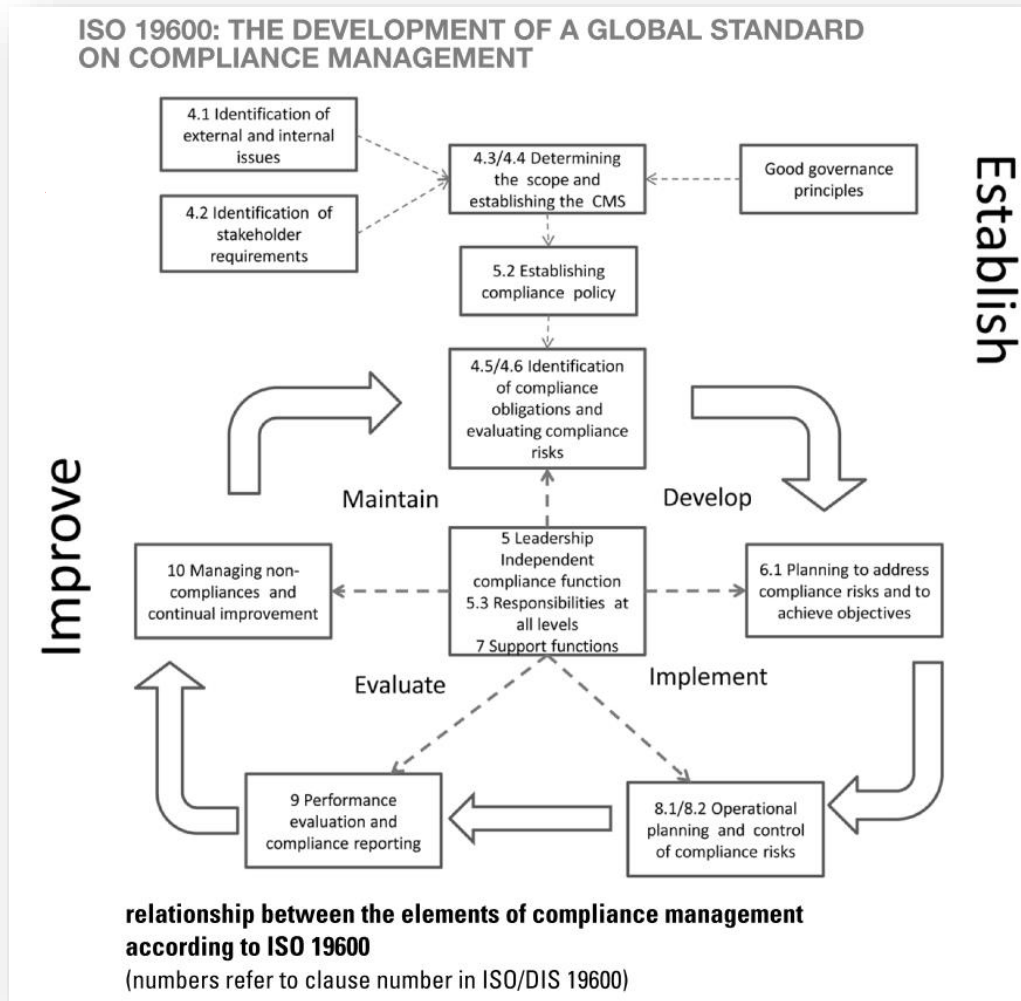 ISO 19600: THE DEVELOPMENT OF A GLOBAL STANDARD
ON COMPLIANCE MANAGEMENT
4.1 Identification of
external and internal
issues
4.2 Identification of
stakeholder
requirements
4.3/4.4 Determining
the scope and
establishing the CMS
Good governance
principles
Establish
5.2 Establishing
compliance policy
4.5/4.6 Identification
of compliance
obligations and
evaluating compliance
risks
Improve
Maintain
Develop
10 Managing non-
compliances and
continual improvement
5 Leadership
Independent
compliance function
5.3 Responsibilities at
all levels
7 Support functions
6.1 Planning to address
compliance risks and to
achieve objectives
Evaluate
Implement
9 Performance
evaluation and
compliance reporting
8.1/8.2 Operational
planning and control
of compliance risks
relationship between the elements of compliance management
according to ISO 19600
(numbers refer to clause number in ISO/DIS 19600)